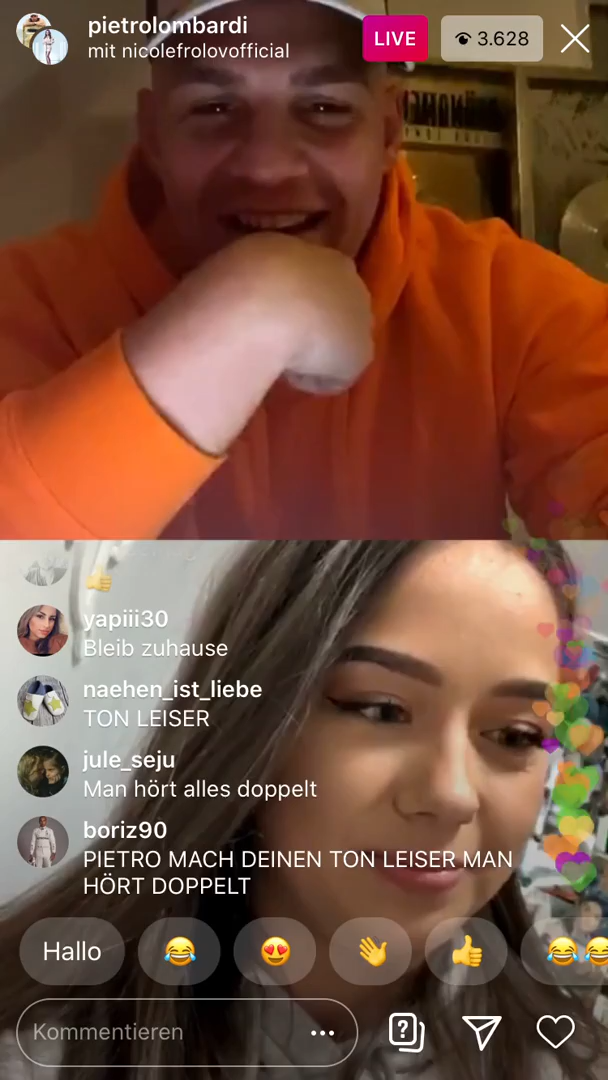 pietrolombardi
mit nicolefrolovofficial
LIVE
3.628
yapiii30
Bleib zuhause
naehen_ist_liebe
TON LEISER
jule_seju
Man hört alles doppelt
boriz90
PIETRO MACH DEINEN TON LEISER MAN
HÖRT DOPPELT
Hallo
Kommentieren